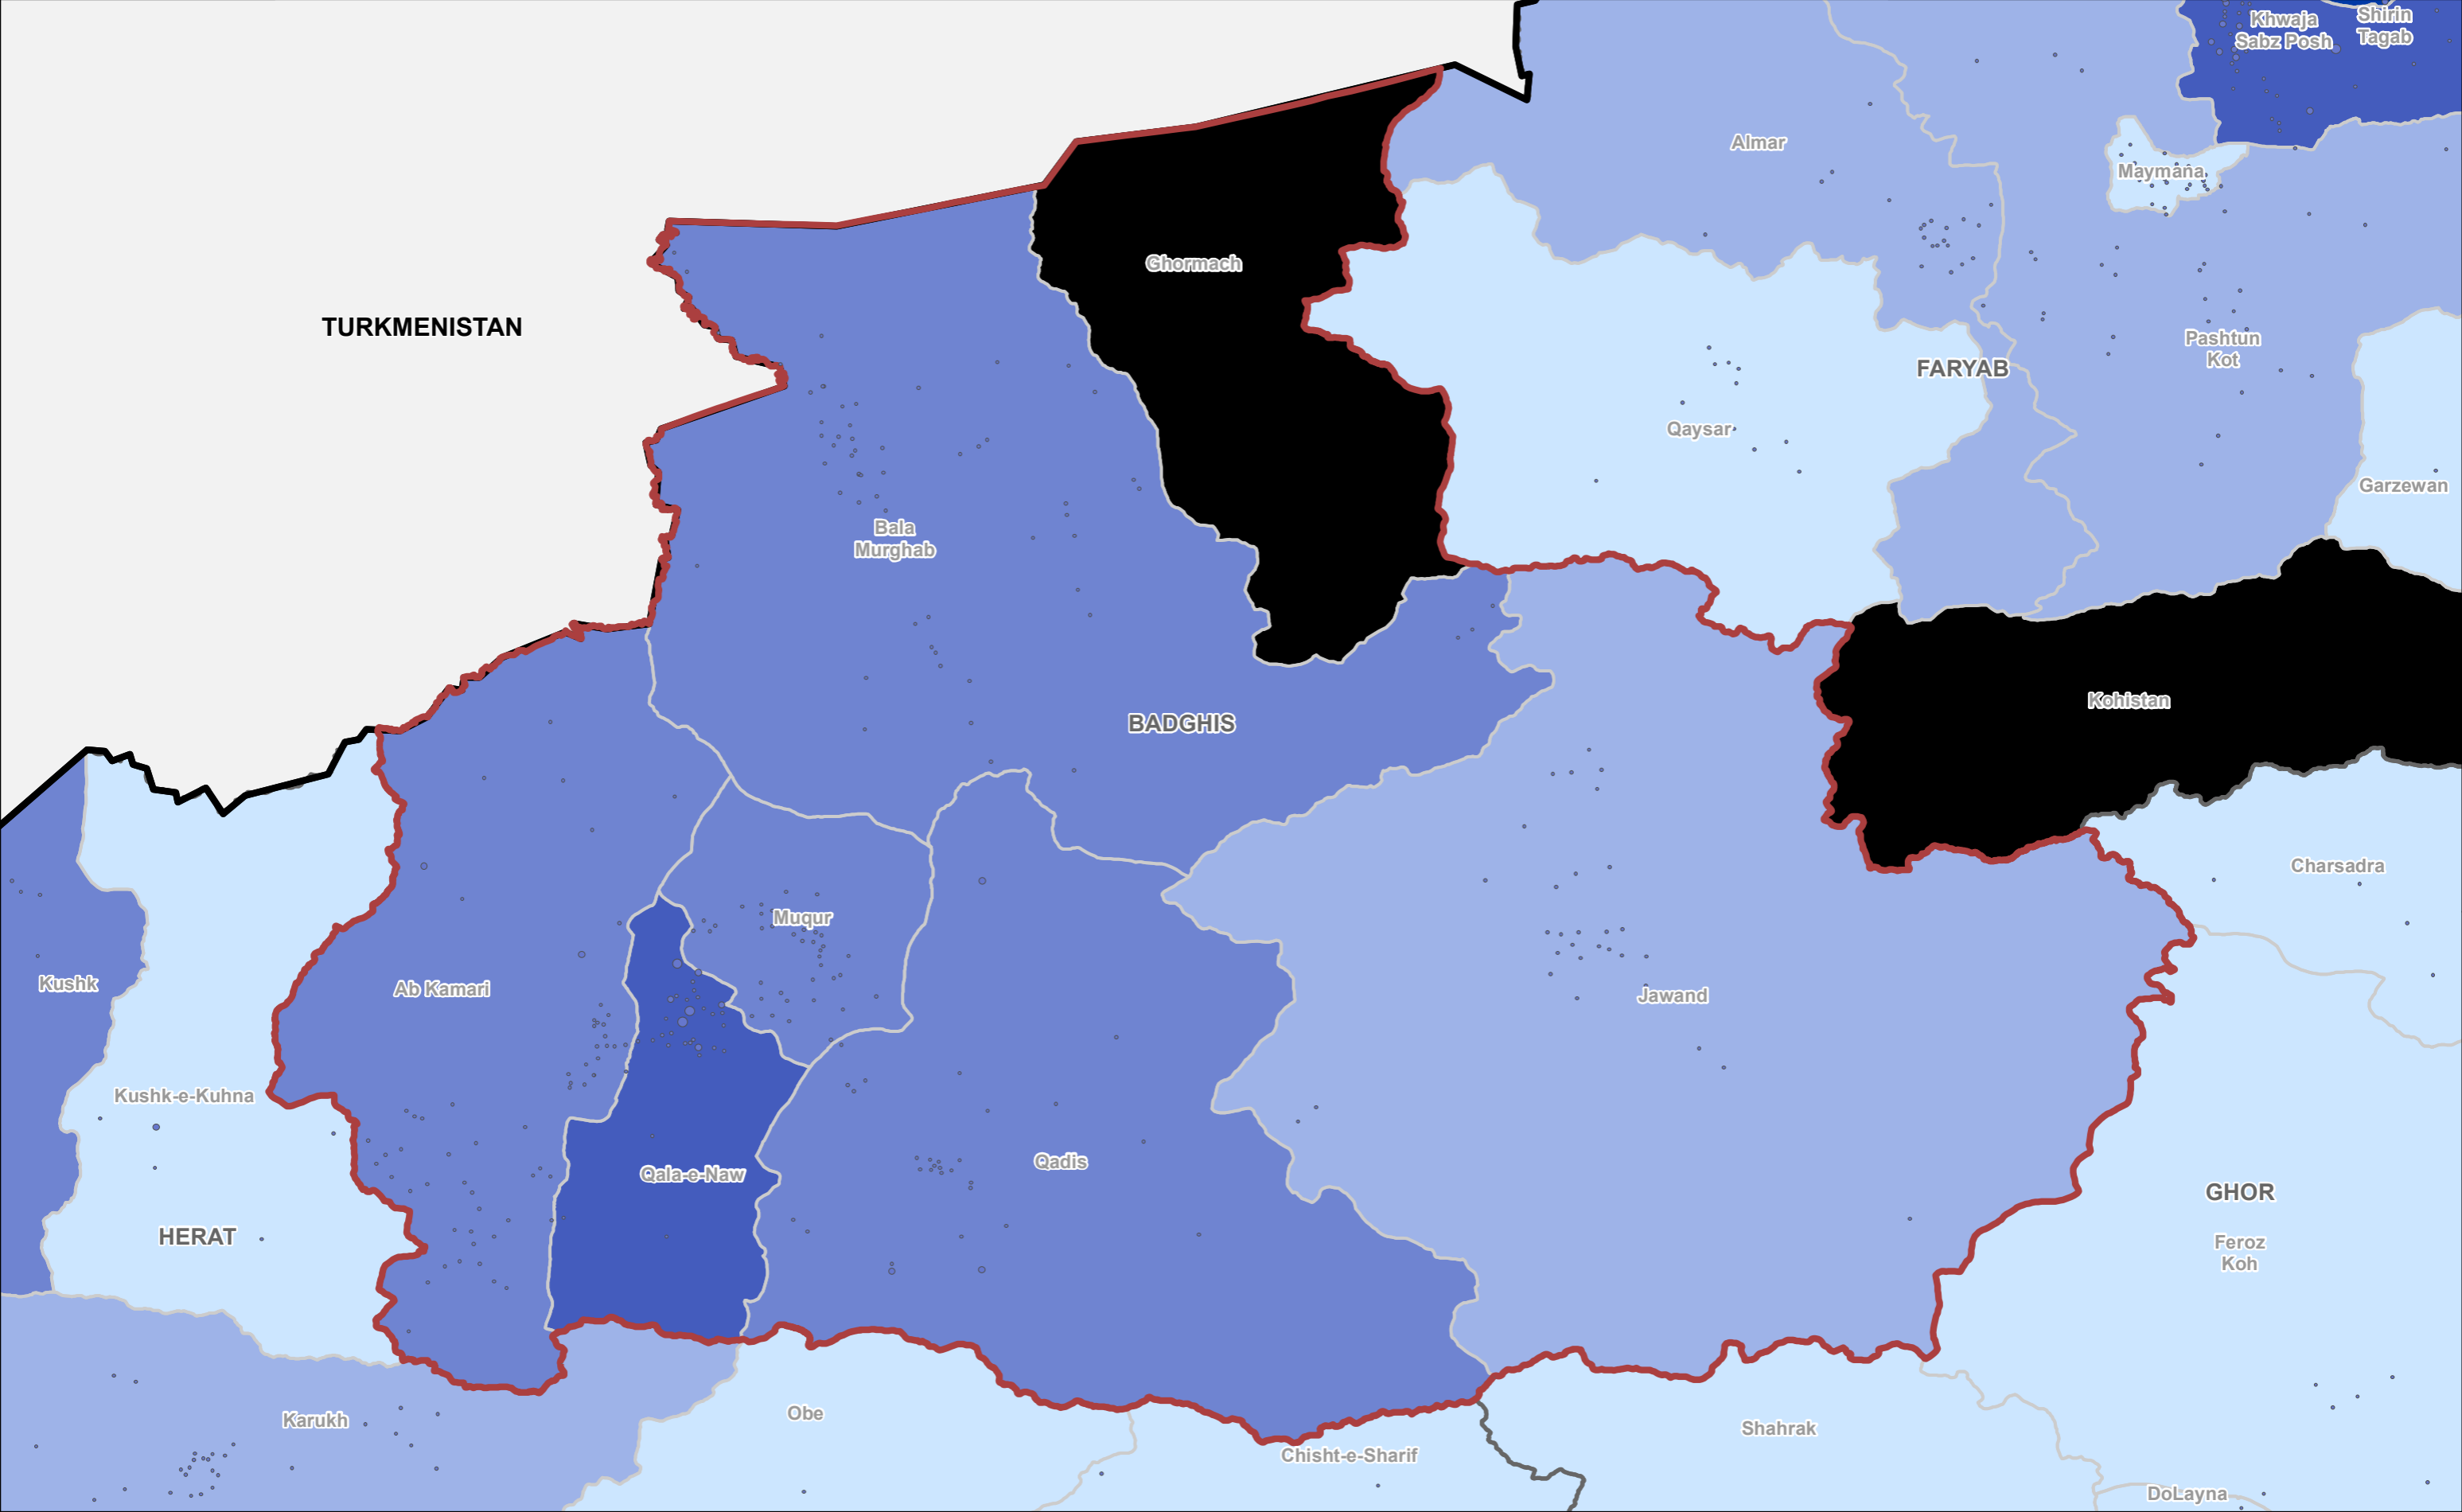 Khwaja
Sabz Posh
Shirin
Tagab
Almar
Maymana
Ghormach
TURKMENISTAN
Pashtun
Kot
FARYAB
Qaysar
Garzewan
Bala
Murghab
Kohistan
BADGHIS
Charsadra
Muqur
Kushk
Ab Kamari
Jawand
Kushk-e-Kuhna
Qadis
Qala-e-Naw
GHOR
HERAT
Feroz
Koh
Obe
Karukh
Shahrak
Chisht-e-Sharif
DoLayna